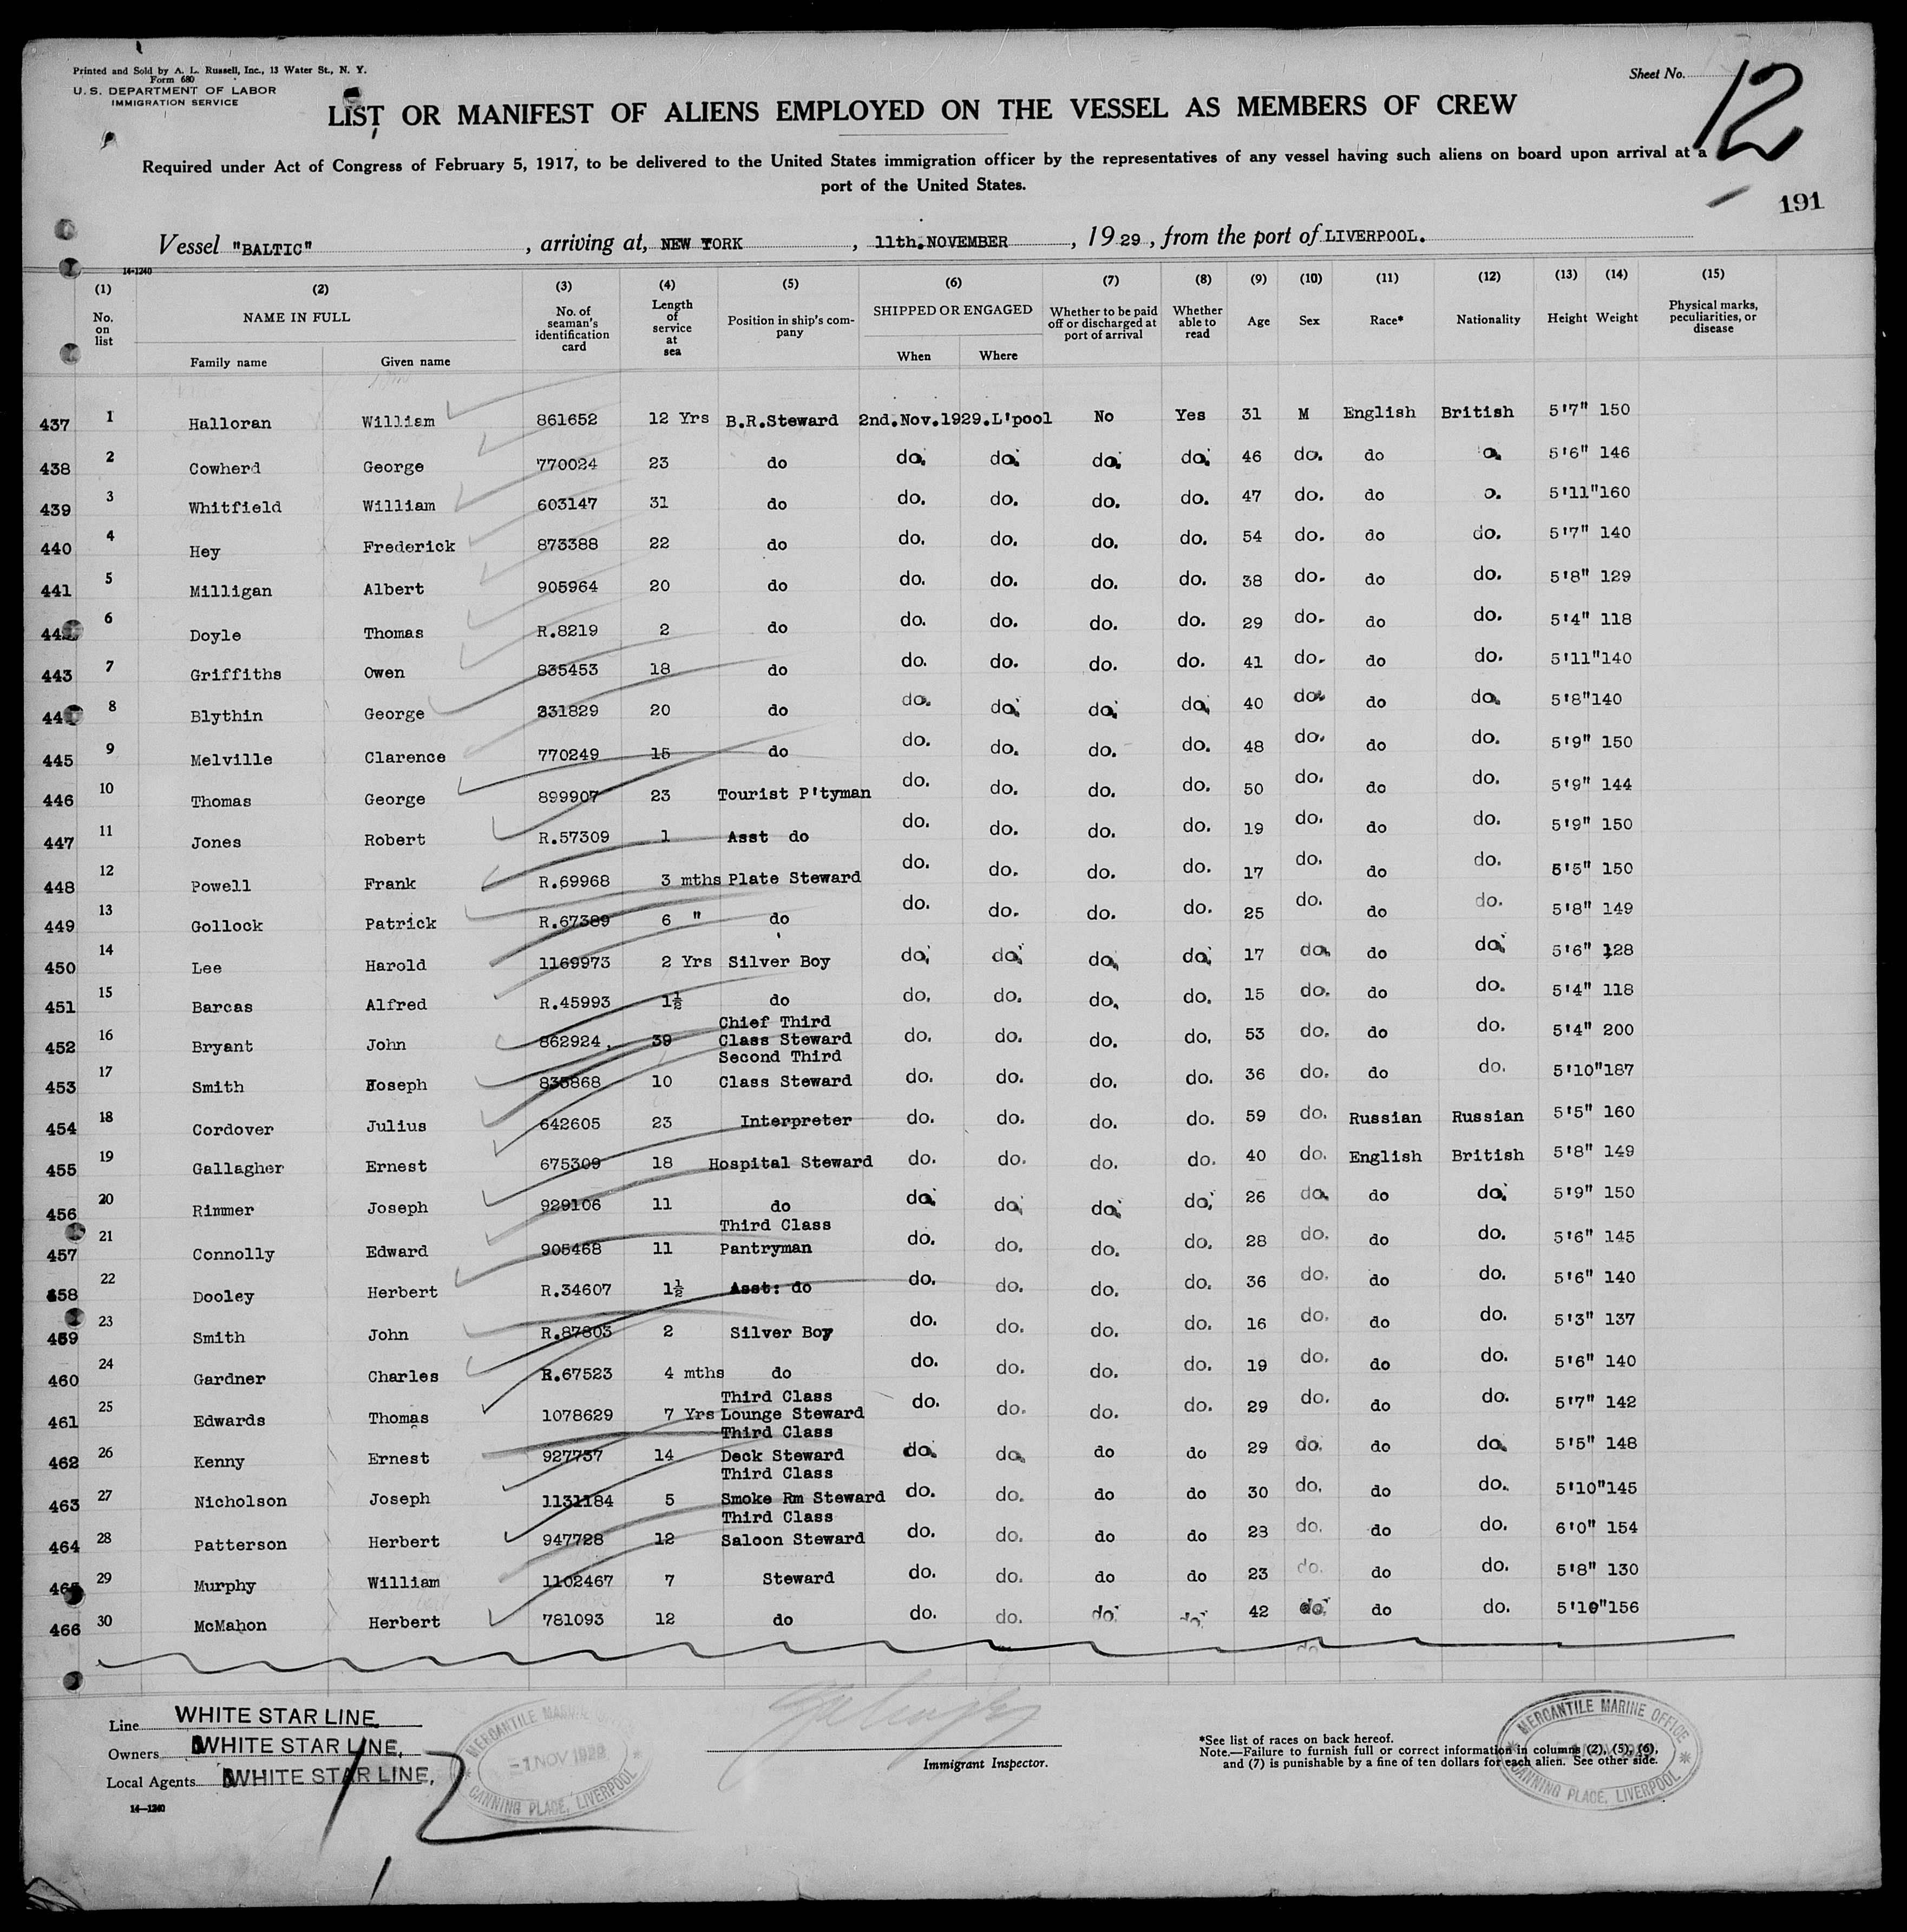 Printed and Sold by A. L. Russell, Inc., 13 Water St., N. Y.
Form 680
U. S. DEPARTMENT OF LABOR
IMMIGRATION SERVICE
Sheet No. 12
LIST OR MANIFEST OF ALIENS EMPLOYED ON THE VESSEL AS MEMBERS OF CREW
Required under Act of Congress of February 5, 1917, to be delivered to the United States immigration officer by the representatives of any vessel having such aliens on board upon arrival at a
port of the United States.
191
Vessel "BALTIC", arriving at, NEW YORK, 11th.NOVEMBER, 1929, from the port of LIVERPOOL.
14-1240
(1) (2) (3) (4) (5) (6) (7) (8) (9) (10) (11) (12) (13) (14) (15)
No. on list NAME IN FULL Family name Given name No. of seaman's identification card Length of service at sea Position in ship's company SHIPPED OR ENGAGED When Where Whether to be paid off or discharged at port of arrival Whether able to read Age Sex Race* Nationality Height Weight Physical marks, peculiarities, or disease
437 1 Halloran William 861652 12 Yrs B.R.Steward 2nd.Nov.1929.L'pool No Yes 31 M English British 5'7" 150
438 2 Cowherd George 770024 23 do do. do. do. do. 46 do. do 5'6" 146
439 3 Whitfield William 603147 31 do do. do. do. do. 47 do. do o. 5'11" 160
440 4 Hey Frederick 873388 22 do do. do. do. do. 54 do. do do. 5'7" 140
441 5 Milligan Albert 905964 20 do do. do. do. do. 38 do. do do. 5'8" 129
44 6 Doyle Thomas R.8219 2 do do. do. do. do. 29 do. do do. 5'4" 118
443 7 Griffiths Owen 835453 18 do do. do. do. do. 41 do. do do. 5'11" 140
44 8 Blythin George 331829 20 do do. do. do. do. 40 do. do do. 5'8" 140
445 9 Melville Clarence 770249 15 do do. do. do. do. 48 do. do do. 5'9" 150
446 10 Thomas George 899907 23 Tourist P'tyman do. do. do. do. 50 do. do do. 5'9" 144
447 11 Jones Robert R.57309 1 Asst do do. do. do. do. 19 do. do do. 5'9" 150
448 12 Powell Frank R.69968 3 mths Plate Steward do. do. do. do. 17 do. do do. 5'5" 150
449 13 Gollock Patrick R.67389 6 " do do. do. do. do. 25 do. do do. 5'8" 149
450 14 Lee Harold 1169973 2 Yrs Silver Boy do. do. do. do. 17 do. do do. 5'6" 128
451 15 Barcas Alfred R.45993 1½ do do. do. do. do. 15 do. do do. 5'4" 118
452 16 Bryant John 862924. 39 Chief Third Class Steward do. do. do. do. 53 do. do do. 5'4" 200
453 17 Smith Joseph 835868 10 Second Third Class Steward do. do. do. do. 36 do. do do. 5'10" 187
454 18 Cordover Julius 642605 23 Interpreter do. do. do. do. 59 do. Russian Russian 5'5" 160
455 19 Gallagher Ernest 675309 18 Hospital Steward do. do. do. do. 40 do. English British 5'8" 149
456 20 Rimmer Joseph 929106 11 do do. do. do. do. 26 do. do do. 5'9" 150
457 21 Connolly Edward 905468 11 Third Class Pantryman do. do. do. do. 28 do. do do. 5'6" 145
458 22 Dooley Herbert R.34607 1½ Asst: do do. do. do. do. 36 do. do do. 5'6" 140
459 23 Smith John R.87803 2 Silver Boy do. do. do. do. 16 do. do do. 5'3" 137
460 24 Gardner Charles R.67523 4 mths do do. do. do. do. 19 do. do do. 5'6" 140
461 25 Edwards Thomas 1078629 7 Yrs Third Class Lounge Steward do. do. do. do. 29 do. do do. 5'7" 142
462 26 Kenny Ernest 927737 14 Third Class Deck Steward do. do. do do 29 do. do do. 5'5" 148
463 27 Nicholson Joseph 1131184 5 Third Class Smoke Rm Steward do. do. do do 30 do. do do. 5'10" 145
464 28 Patterson Herbert 947728 12 Third Class Saloon Steward do. do. do do 23 do. do do. 6'0" 154
465 29 Murphy William 1102467 7 Steward do. do. do do 23 do. do do. 5'8" 130
466 30 McMahon Herbert 781093 12 do do. do. do. do. 42 do. do do. 5'10" 156
do.
Line WHITE STAR LINE.
Owners WHITE STAR LINE.
Local Agents WHITE STAR LINE.
14-1240
12
MERCANTILE MARINE OFFICE
1 NOV 1929
CANNING PLACE, LIVERPOOL
Immigrant Inspector.
*See list of races on back hereof.
Note.—Failure to furnish full or correct information in columns (2), (5), (6),
and (7) is punishable by a fine of ten dollars for each alien. See other side.
MERCANTILE MARINE OFFICE
CANNING PLACE, LIVERPOOL